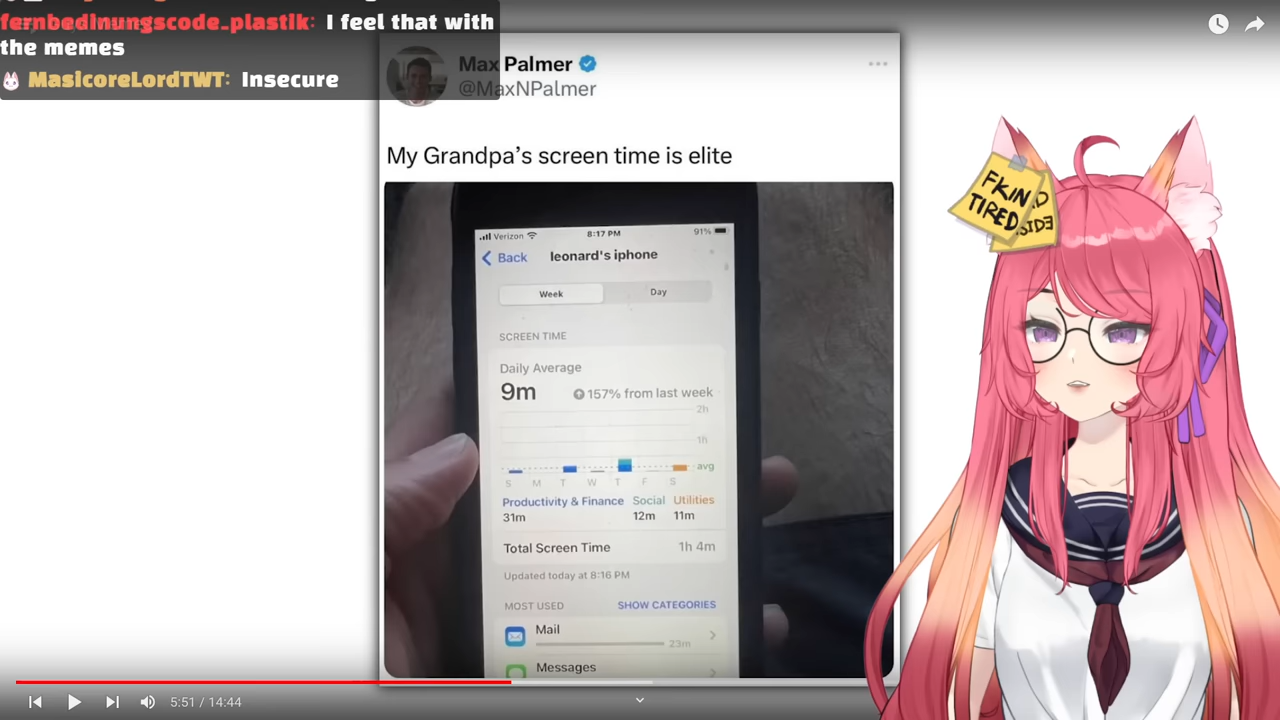 fernbedinungscode_plastik: I feel that with
the memes
MasicoreLordTWT: Insecure
Max Palmer
@MaxNPalmer
My Grandpa's screen time is elite
FKIN
TIRED
SIDE
Verizon 8:17 PM 91%
Back leonard's iphone
Week Day
SCREEN TIME
Daily Average
9m 157% from last week
2h
1h
avg
S M T W T F S
Productivity & Finance Social Utilities
31m 12m 11m
Total Screen Time 1h 4m
Updated today at 8:16 PM
MOST USED SHOW CATEGORIES
Mail
23m
Messages
5:51 / 14:44